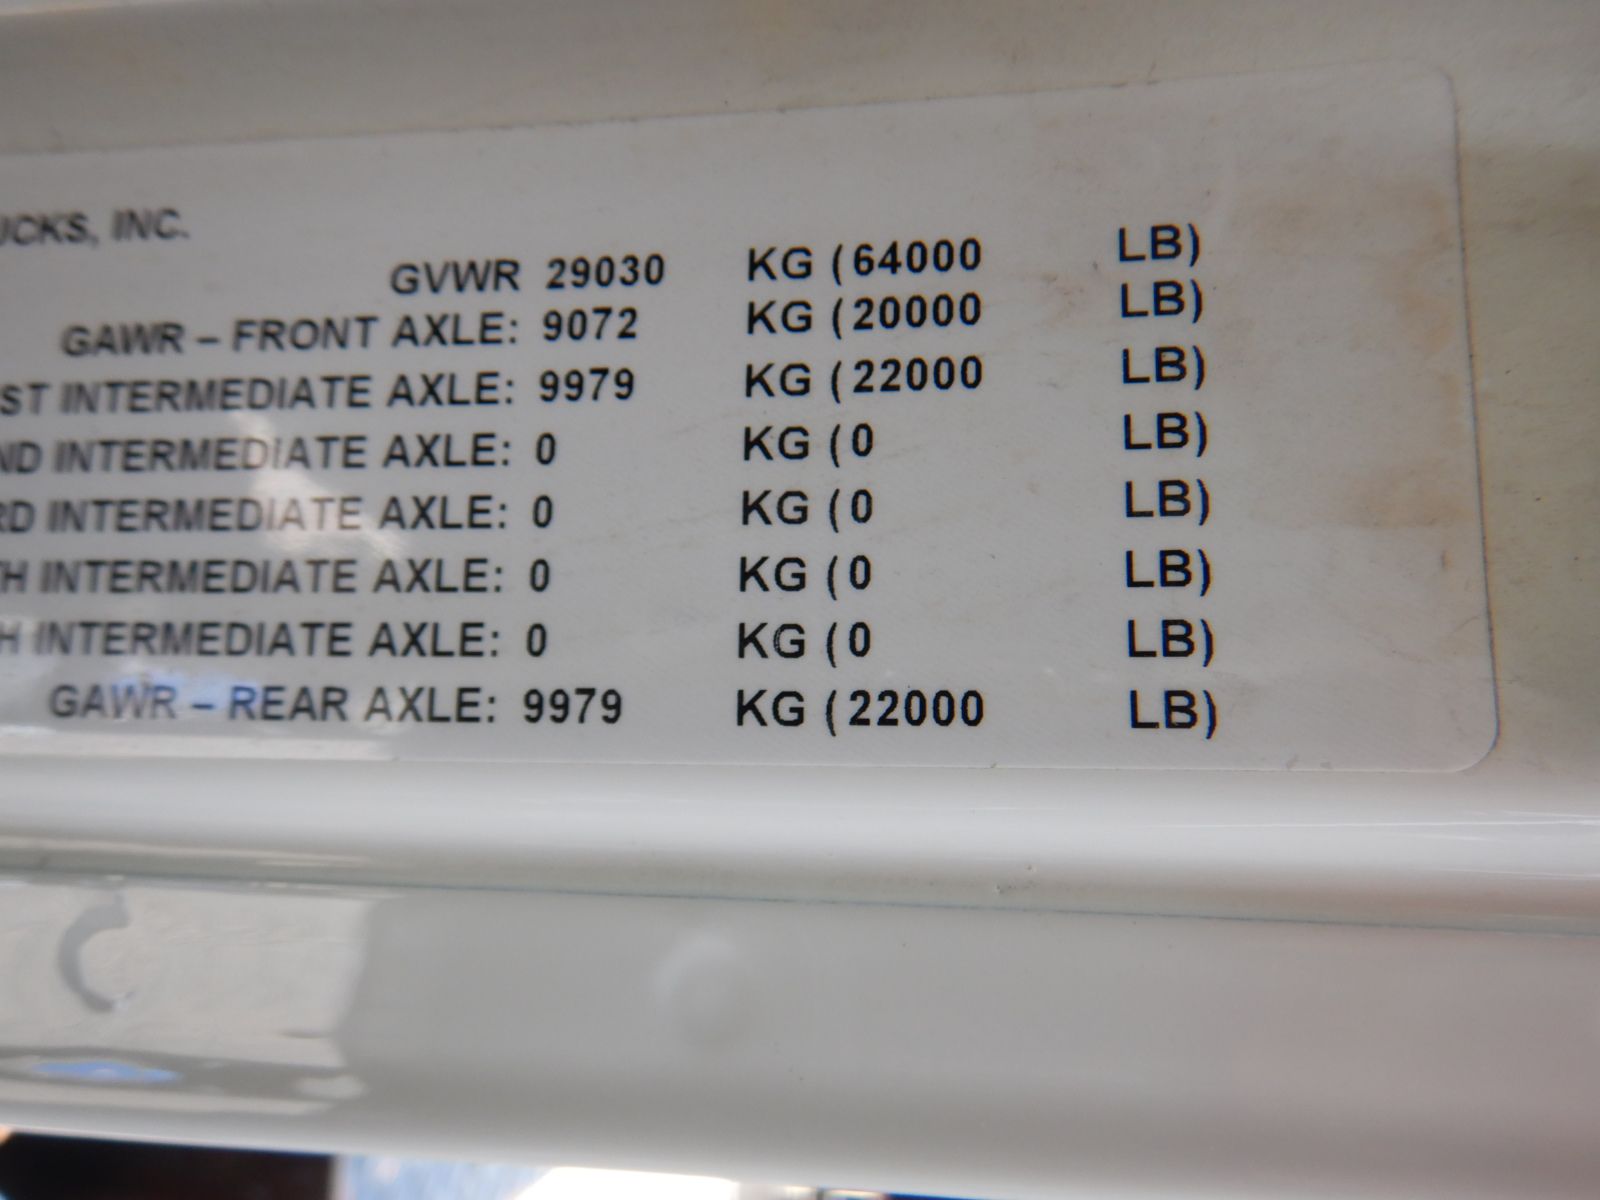 UCKS, INC.
GVWR 29030 KG (64000 LB)
GAWR – FRONT AXLE: 9072 KG (20000 LB)
ST INTERMEDIATE AXLE: 9979 KG (22000 LB)
ND INTERMEDIATE AXLE: 0 KG (0 LB)
RD INTERMEDIATE AXLE: 0 KG (0 LB)
TH INTERMEDIATE AXLE: 0 KG (0 LB)
H INTERMEDIATE AXLE: 0 KG (0 LB)
GAWR – REAR AXLE: 9979 KG (22000 LB)